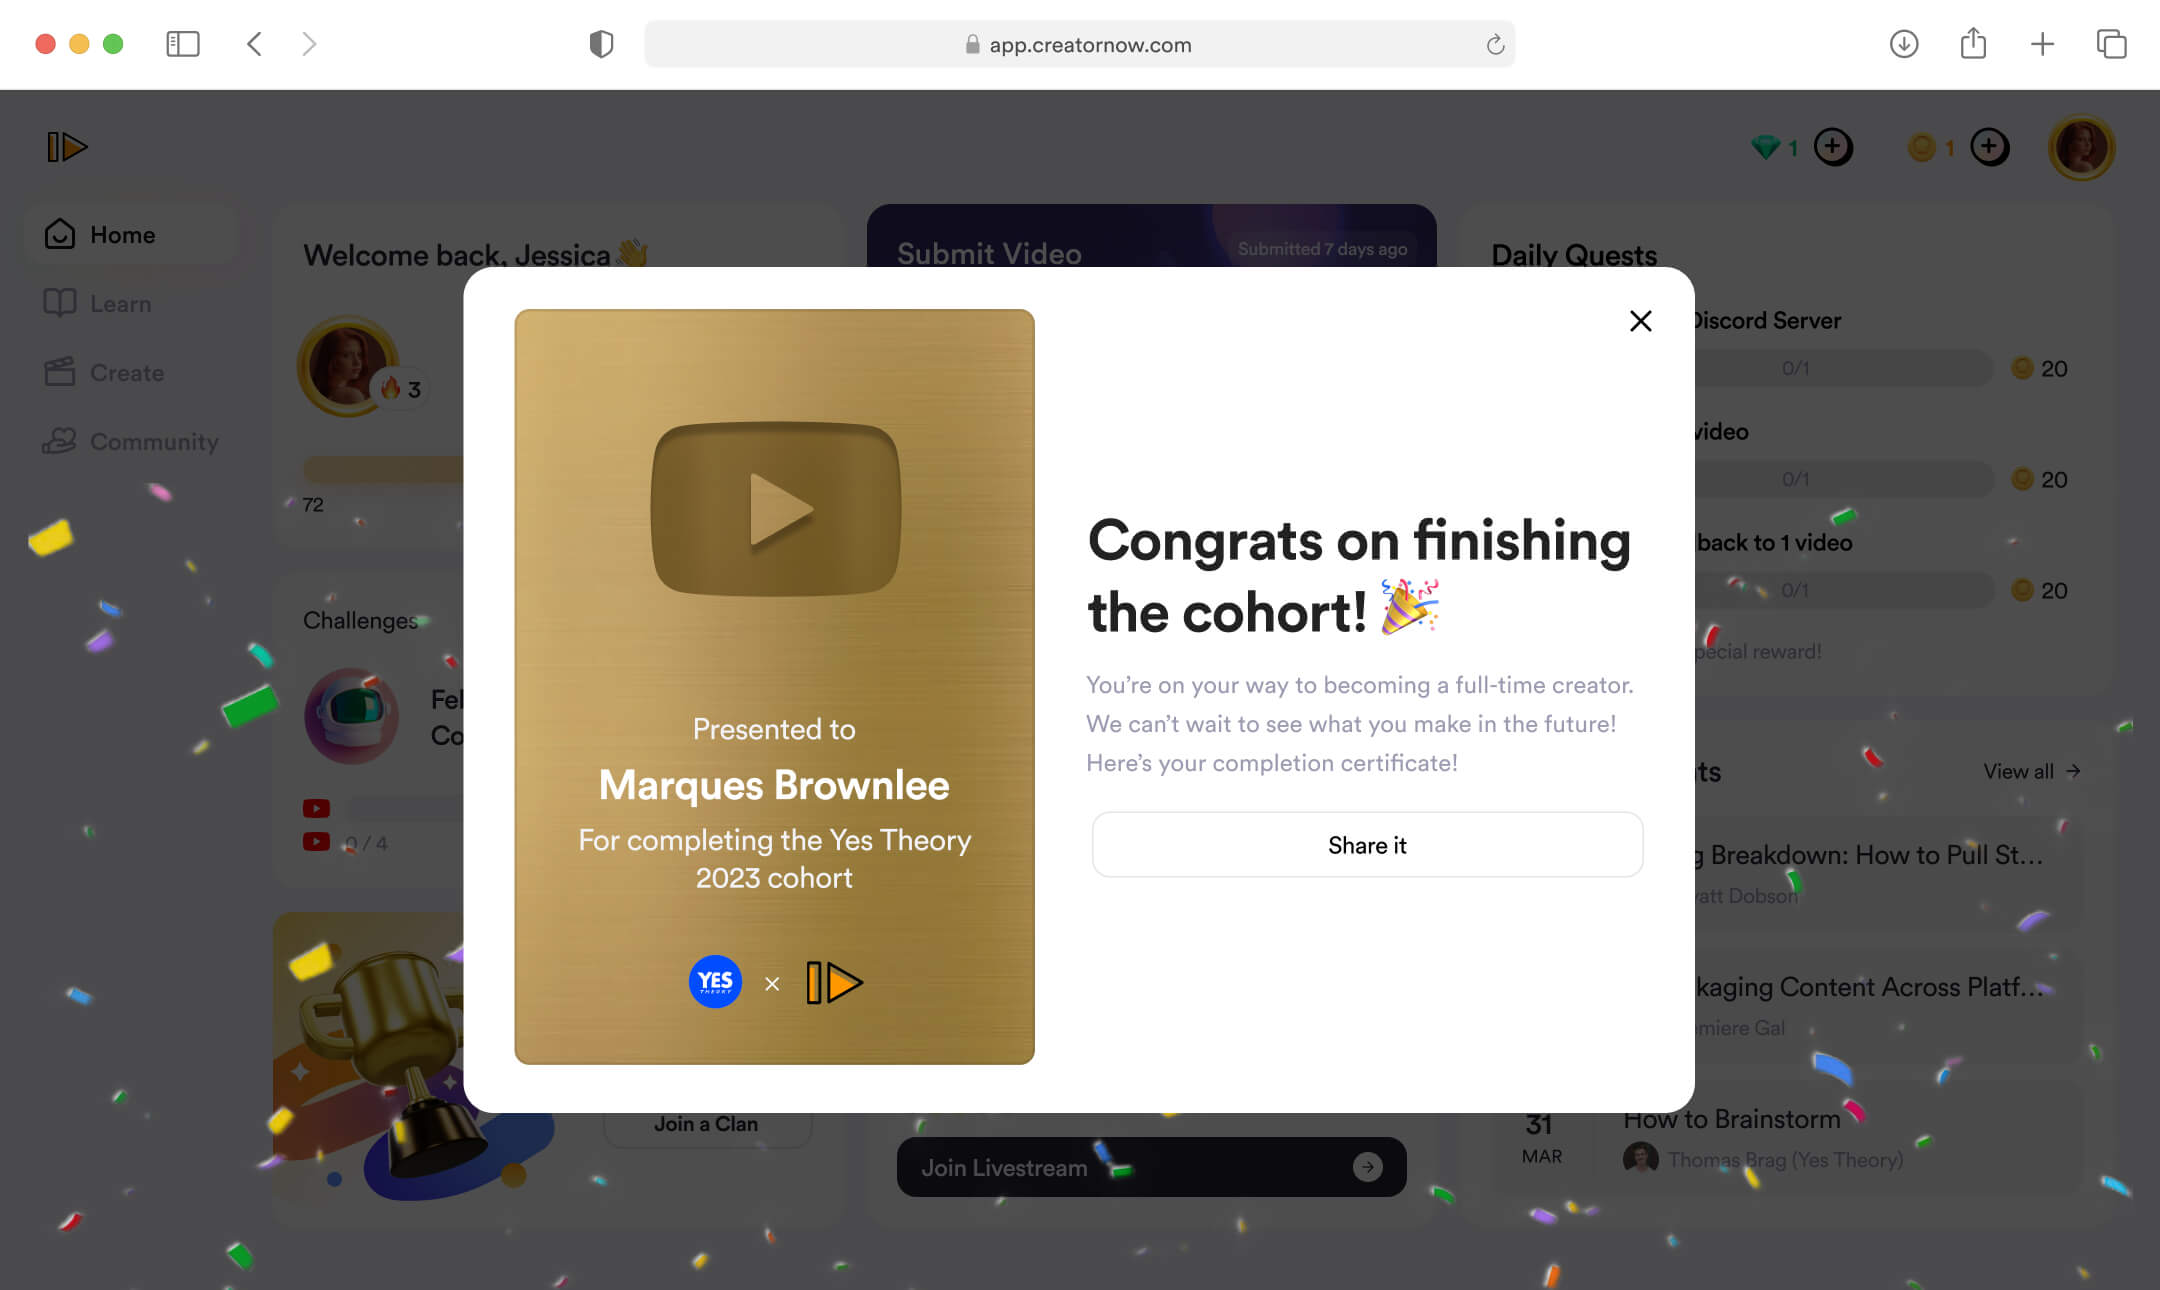 app.creatornow.com
1
1
Home
Learn
Create
Community
Welcome back, Jessica
3
72
Challenges
Fel
Co
0 / 4
Join a Clan
Submit Video
Submitted 7 days ago
Presented to
Marques Brownlee
For completing the Yes Theory
2023 cohort
YES
THEORY
×
Congrats on finishing
the cohort!
You're on your way to becoming a full-time creator.
We can't wait to see what you make in the future!
Here's your completion certificate!
Share it
Join Livestream
Daily Quests
Discord Server
0/1
20
video
0/1
20
back to 1 video
0/1
20
pecial reward!
ts
View all
g Breakdown: How to Pull St...
att Dobson
kaging Content Across Platf...
emiere Gal
31
MAR
How to Brainstorm
Thomas Brag (Yes Theory)